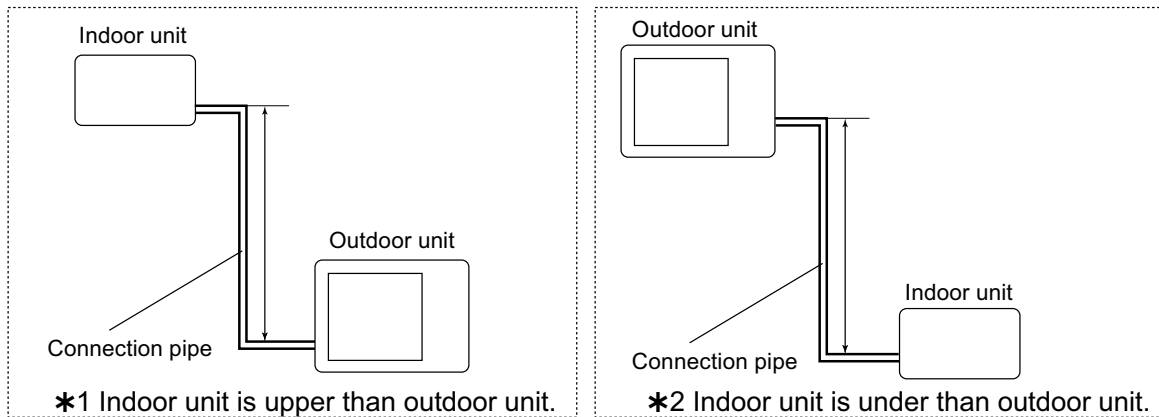 Indoor unit
Outdoor unit
Connection pipe
✱1 Indoor unit is upper than outdoor unit.
Outdoor unit
Indoor unit
Connection pipe
✱2 Indoor unit is under than outdoor unit.